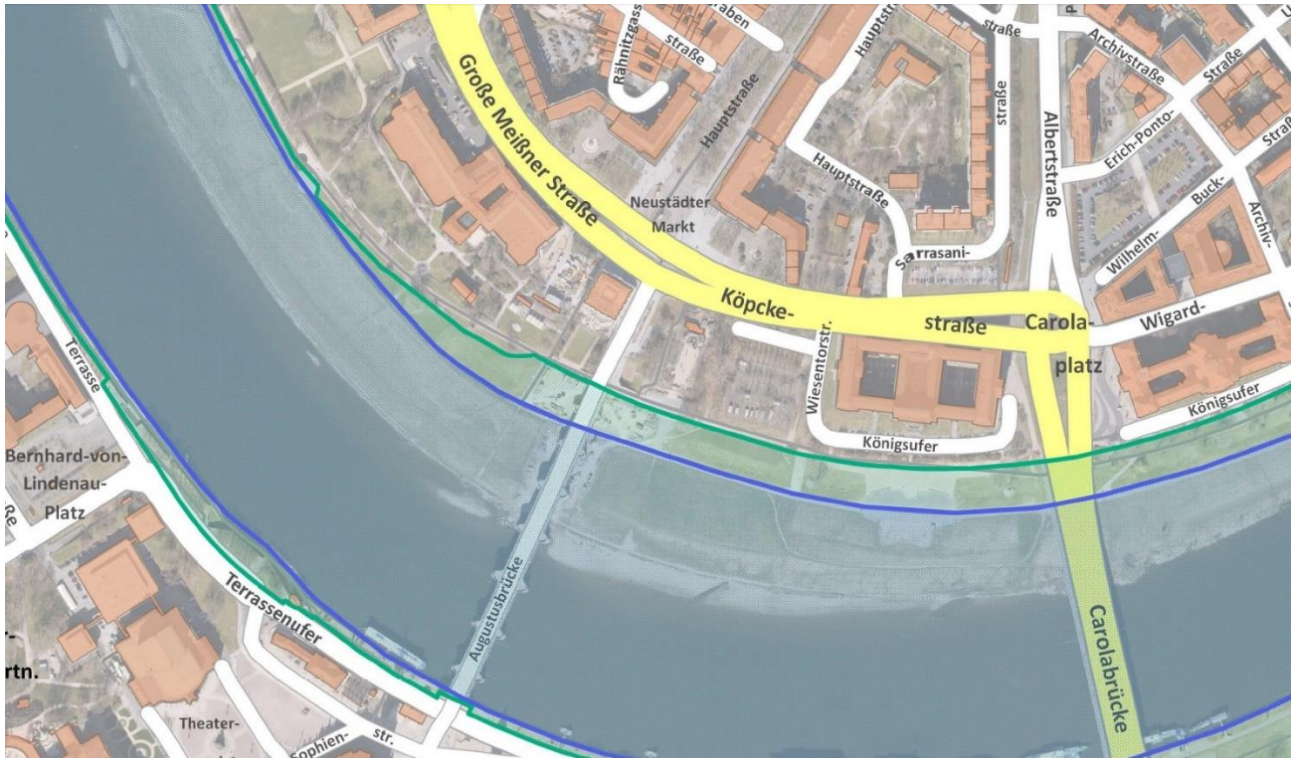 graben
Rähnitzgass
straße
Hauptstraße
Hauptstraße
straße
straße
Archivstraße
Straße
Große Meißner Straße
Albertstraße
Erich-Ponto-
Straße
Hauptstraße
Buck-
Archiv-
Neustädter
Markt
Wilhelm-
Sarrasani-
Köpcke-
straße
Carola-
platz
Wigard-
Wiesentorstr.
Königsufer
Königsufer
Terrasse
Bernhard-von-
Lindenau-
Platz
Terrassenufer
Augustusbrücke
Carolabrücke
rtn.
Theater-
Sophien-
str.